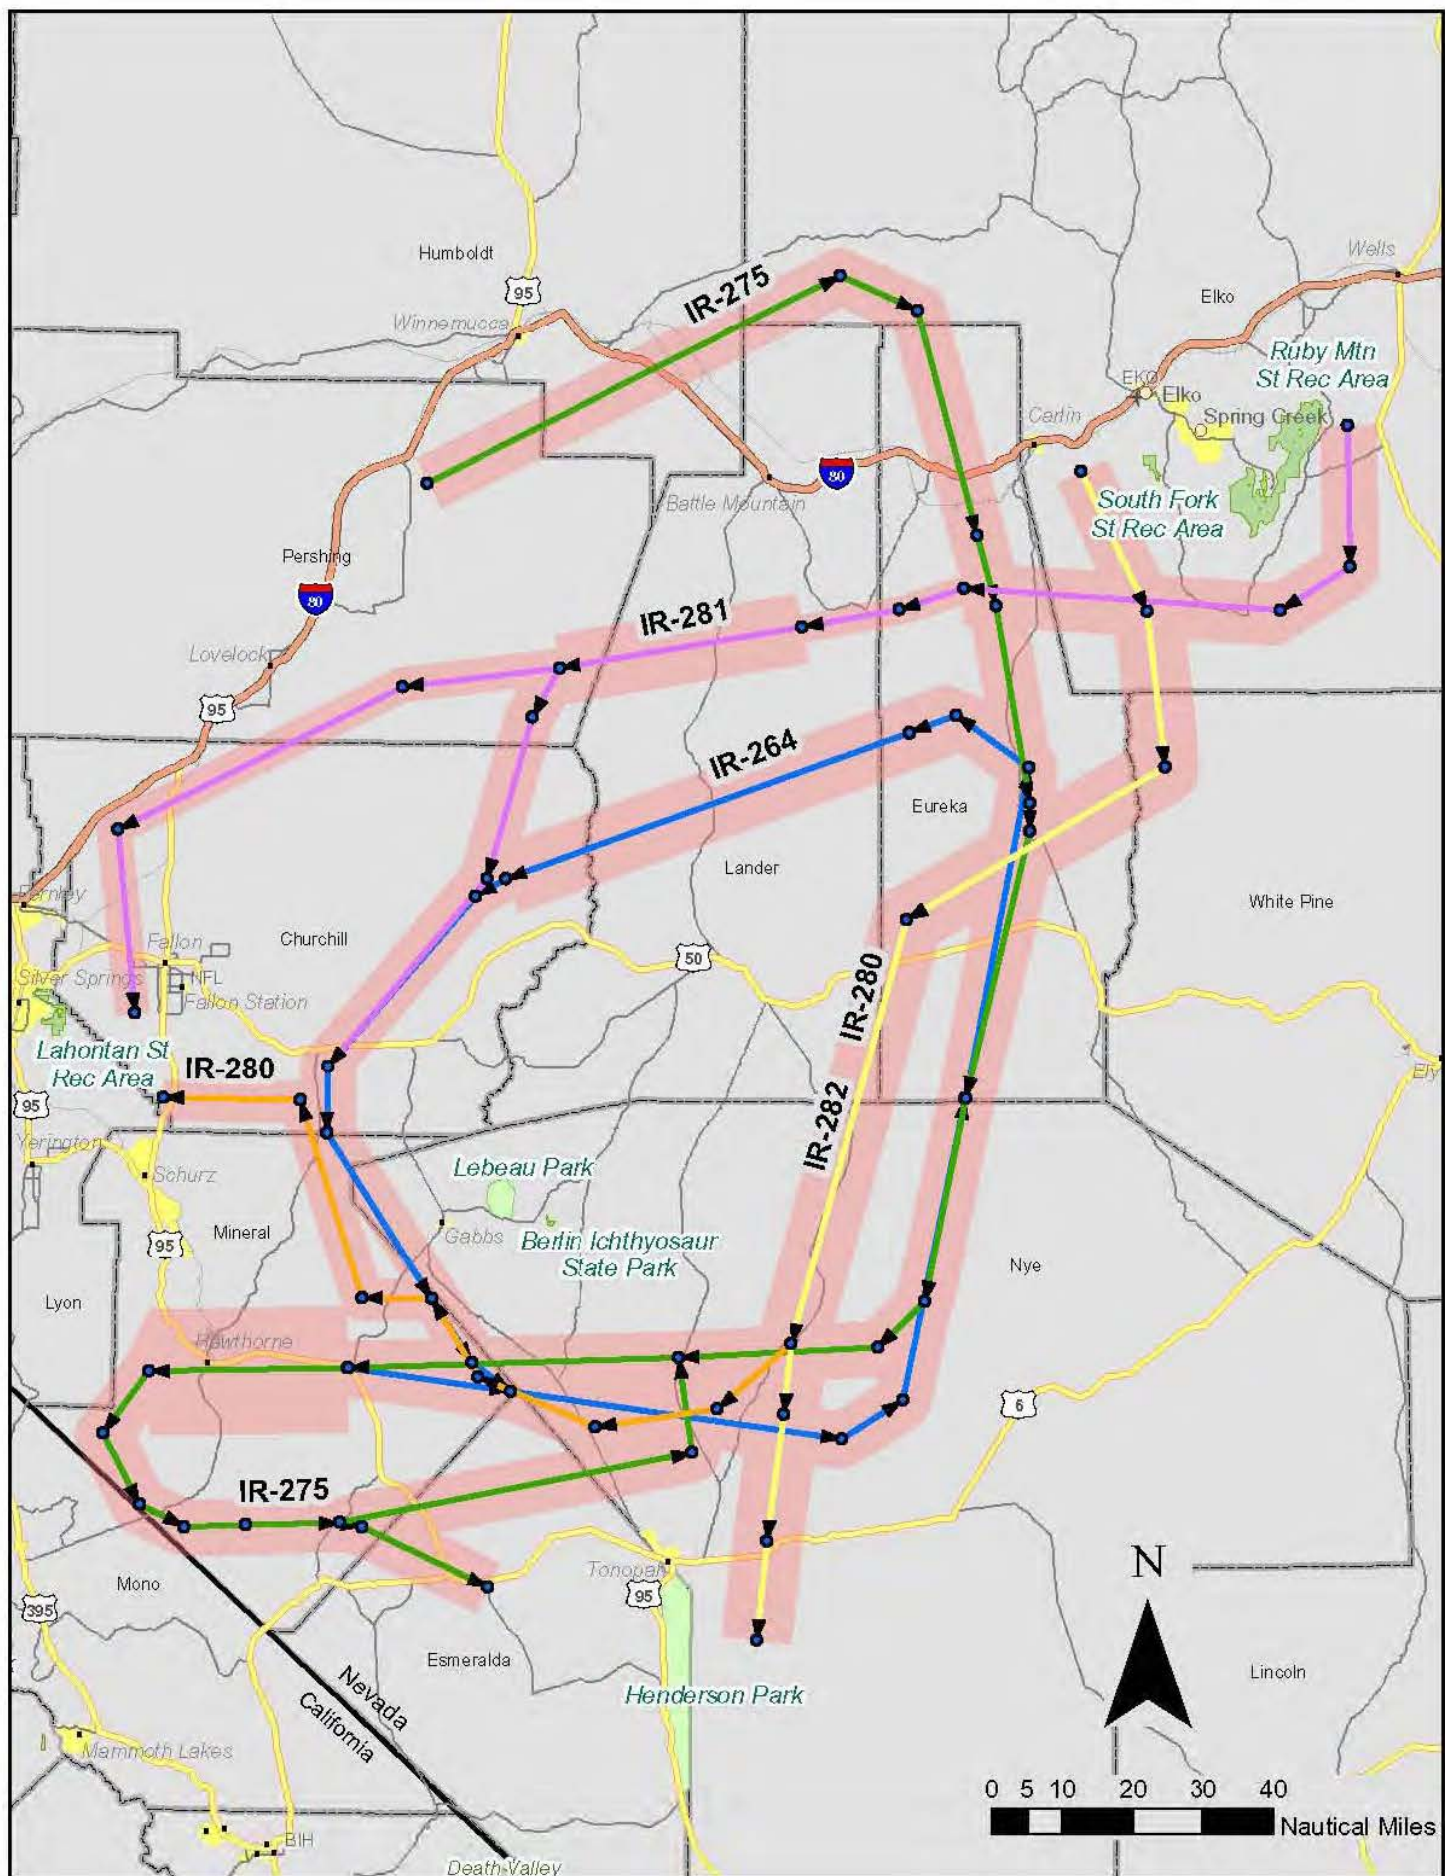 Wells
Humboldt
IR-275
Elko
95
Winnemucca
Ruby Mtn
St Rec Area
EKO
Elko
Carlin
Spring Creek
80
Battle Mountain
South Fork
St Rec Area
Pershing
80
IR-281
Lovelock
95
IR-264
Eureka
Lander
Fernley
White Pine
Churchill
Fallon
50
Silver Springs
NFL
Fallon Station
IR-280
Lahontan St
Rec Area
IR-280
Ely
95
IR-282
Yerington
Lebeau Park
Schurz
Mineral
Gabbs
Berlin Ichthyosaur
State Park
95
Nye
Lyon
Hawthorne
6
IR-275
N
Tonopah
Mono
95
395
Esmeralda
Nevada
California
Lincoln
Henderson Park
Mammoth Lakes
0 5 10 20 30 40
Nautical Miles
BIH
Death Valley